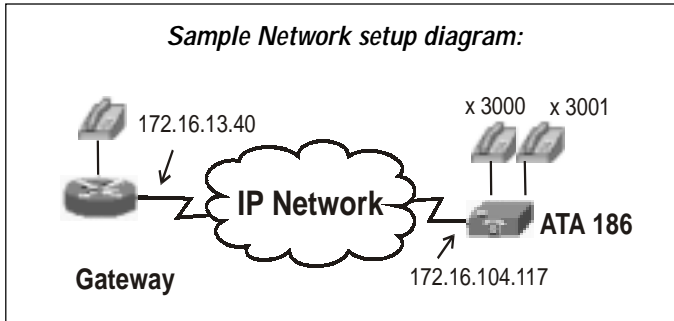 Sample Network setup diagram:
x 3000 x 3001
172.16.13.40
IP Network
ATA 186
Gateway
172.16.104.117